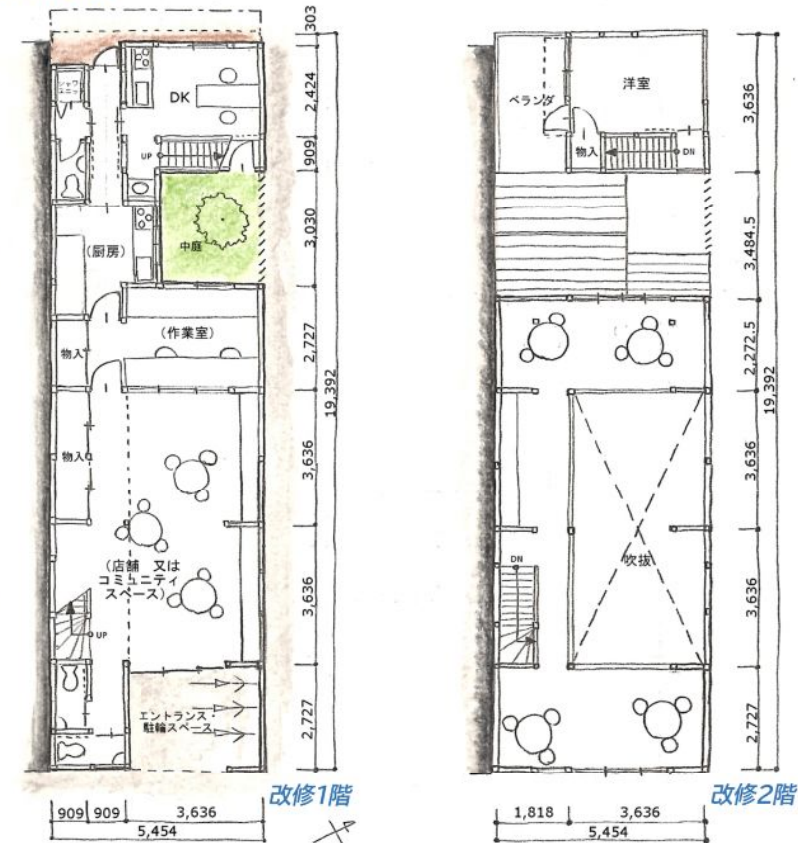 303
シャワー
ユニット
DK
2,424
UP
909
中庭
3,030
(厨房)
(作業室)
物入
2,727
19,392
物入
3,636
(店舗 又は
コミュニティ
スペース)
3,636
UP
エントランス・
駐輪スペース
2,727
改修1階
909
909
3,636
5,454
ベランダ
洋室
3,636
物入
DN
3,484.5
2,272.5
19,392
3,636
吹抜
DN
3,636
2,727
改修2階
1,818
3,636
5,454